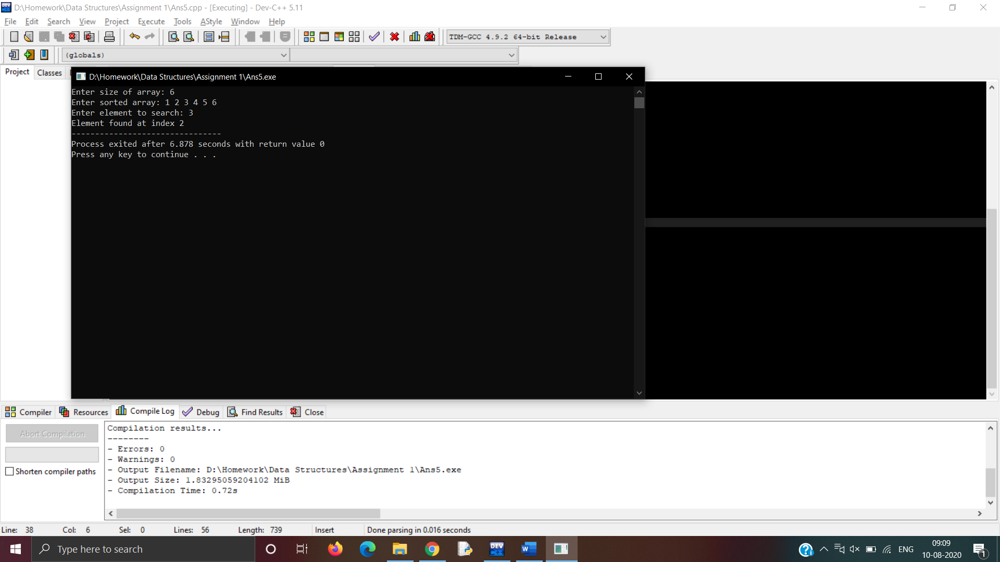 D:\Homework\Data Structures\Assignment 1\Ans5.cpp - [Executing] - Dev-C++ 5.11
File Edit Search View Project Execute Tools AStyle Window Help
TDM-GCC 4.9.2 64-bit Release
(globals)
Project Classes
D:\Homework\Data Structures\Assignment 1\Ans5.exe
Enter size of array: 6
Enter sorted array: 1 2 3 4 5 6
Enter element to search: 3
Element found at index 2
--------------------------------
Process exited after 6.878 seconds with return value 0
Press any key to continue . . .
Compiler Resources Compile Log Debug Find Results Close
Abort Compilation
Shorten compiler paths
Compilation results...
--------
- Errors: 0
- Warnings: 0
- Output Filename: D:\Homework\Data Structures\Assignment 1\Ans5.exe
- Output Size: 1.83295059204102 MiB
- Compilation Time: 0.72s
Line: 38 Col: 6 Sel: 0 Lines: 56 Length: 739 Insert Done parsing in 0.016 seconds
Type here to search
DEV C++
W
ENG
09:09
10-08-2020
1